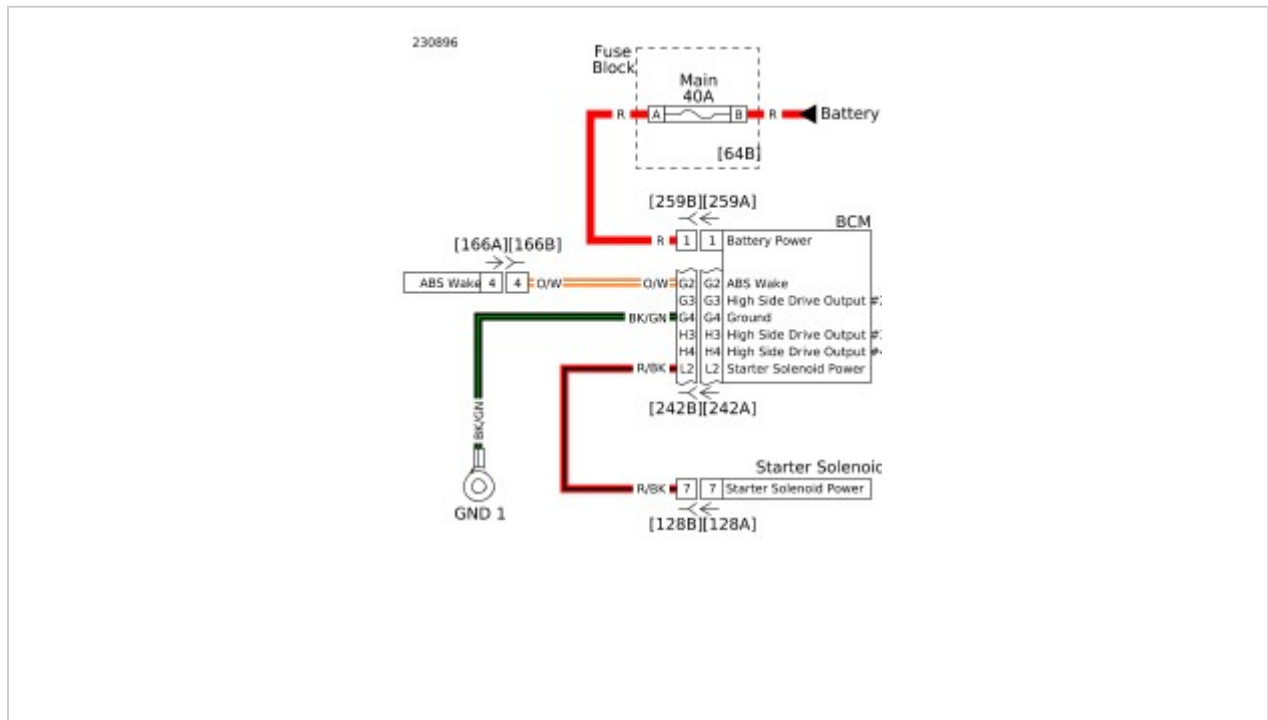 230896
Fuse
Block
Main
40A
R A B R Battery
[64B]
[259B][259A]
BCM
R 1 1 Battery Power
[166A][166B]
ABS Wake 4 4 O/W O/W G2 G2 ABS Wake
G3 G3 High Side Drive Output
BK/GN G4 G4 Ground
H3 H3 High Side Drive Output
H4 H4 High Side Drive Output
R/BK L2 L2 Starter Solenoid Power
[242B][242A]
BK/GN
Starter Solenoid
R/BK 7 7 Starter Solenoid Power
GND 1
[128B][128A]